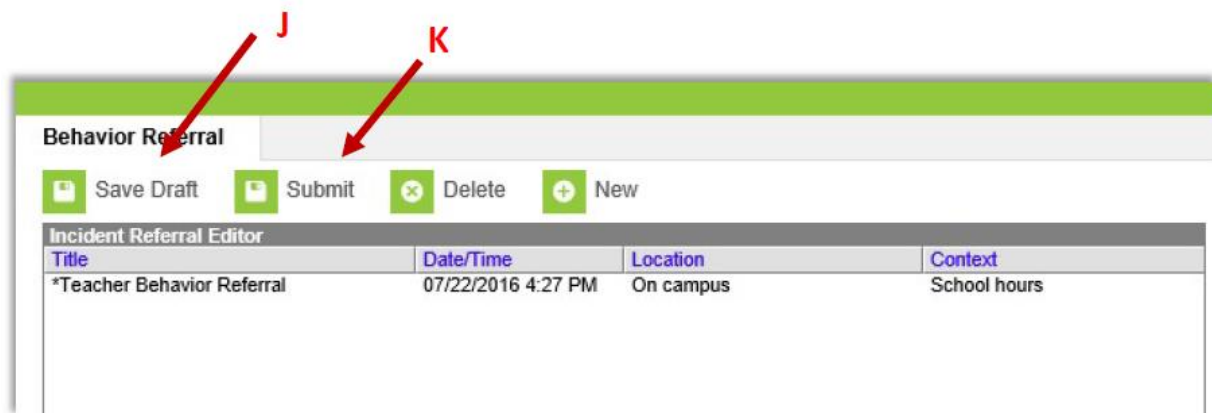 J
K
Behavior Referral
Save Draft Submit Delete New
Incident Referral Editor
Title Date/Time Location Context
*Teacher Behavior Referral 07/22/2016 4:27 PM On campus School hours